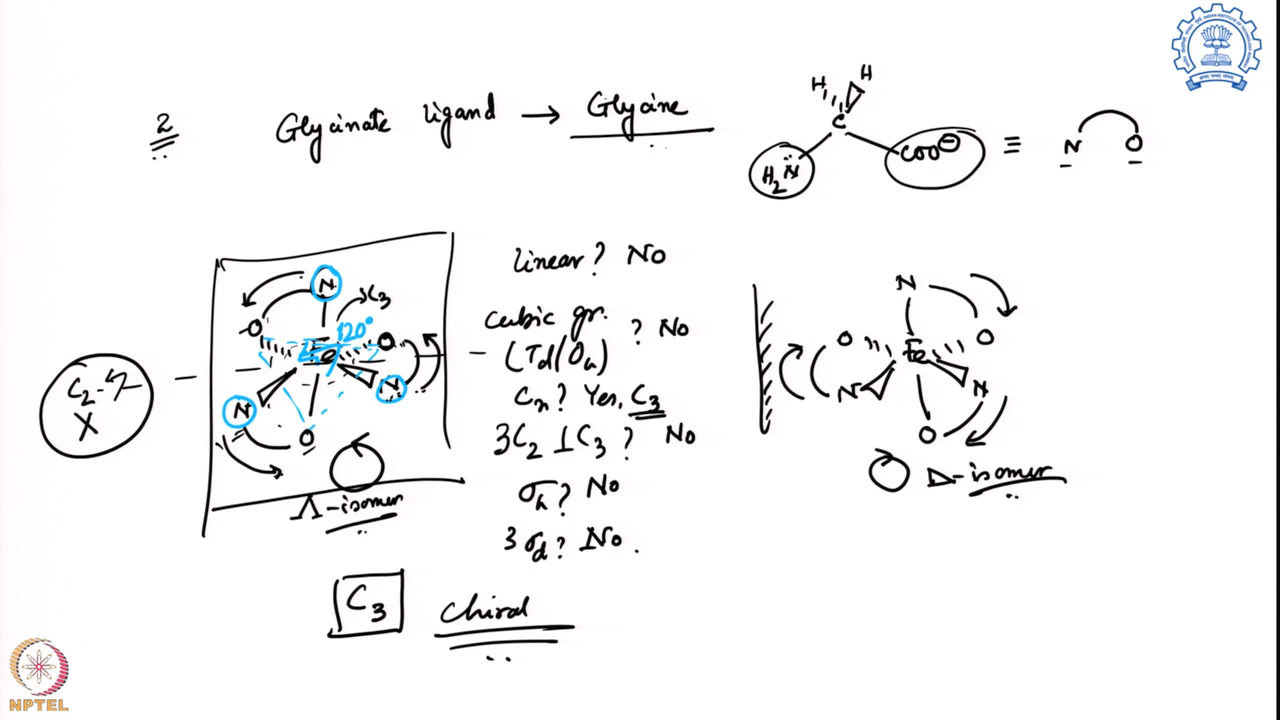 2 Glycinate ligand → Glycine
H H
C
H₂N̈ COO⊖ ≡ N O
linear? No
cubic gr. ? No
(Td/Oh)
Cn? Yes, C₃
3C₂ ⊥ C₃? No
σh? No
3σd? No.
N
C₃
120°
O O
Fe
N N
O
C₂
X
Λ-isomer
N
O O
Fe
N N
O
Δ-isomer
C₃ Chiral
NPTEL